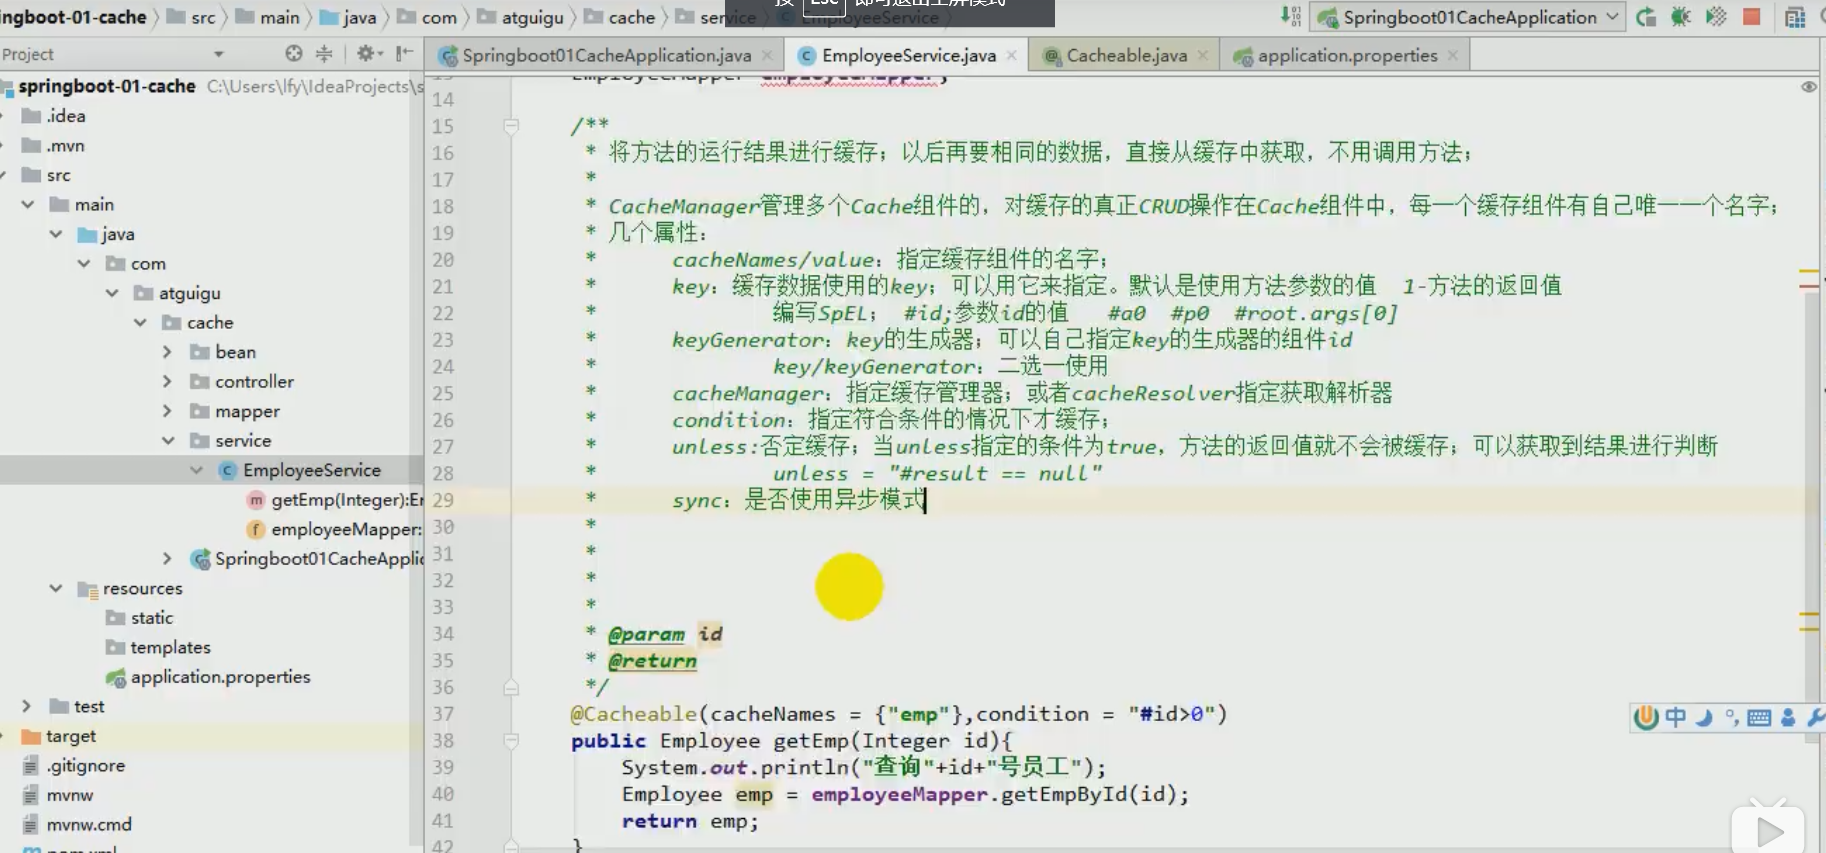 ingboot-01-cache src main java com atguigu cache service EmployeeService.java
按 Esc 即可退出全屏模式
Springboot01CacheApplication
Project
Springboot01CacheApplication.java EmployeeService.java Cacheable.java application.properties
springboot-01-cache C:\Users\lfy\IdeaProjects\s
.idea
.mvn
src
main
java
com
atguigu
cache
bean
controller
mapper
service
EmployeeService
getEmp(Integer):Er
employeeMapper:
Springboot01CacheApplic
resources
static
templates
application.properties
test
target
.gitignore
mvnw
mvnw.cmd
pom.xml
EmployeeMapper employeeMapper;
14
15 /**
16 * 将方法的运行结果进行缓存；以后再要相同的数据，直接从缓存中获取，不用调用方法；
17 *
18 * CacheManager管理多个Cache组件的，对缓存的真正CRUD操作在Cache组件中，每一个缓存组件有自己唯一一个名字；
19 * 几个属性：
20 * cacheNames/value：指定缓存组件的名字；
21 * key：缓存数据使用的key；可以用它来指定。默认是使用方法参数的值 1-方法的返回值
22 * 编写SpEL； #id;参数id的值 #a0 #p0 #root.args[0]
23 * keyGenerator：key的生成器；可以自己指定key的生成器的组件id
24 * key/keyGenerator：二选一使用
25 * cacheManager：指定缓存管理器；或者cacheResolver指定获取解析器
26 * condition：指定符合条件的情况下才缓存；
27 * unless:否定缓存；当unless指定的条件为true，方法的返回值就不会被缓存；可以获取到结果进行判断
28 * unless = "#result == null"
29 * sync：是否使用异步模式
30 *
31 *
32 *
33 *
34 * @param id
35 * @return
36 */
37 @Cacheable(cacheNames = {"emp"},condition = "#id>0")
38 public Employee getEmp(Integer id){
39 System.out.println("查询"+id+"号员工");
40 Employee emp = employeeMapper.getEmpById(id);
41 return emp;
42 }
中